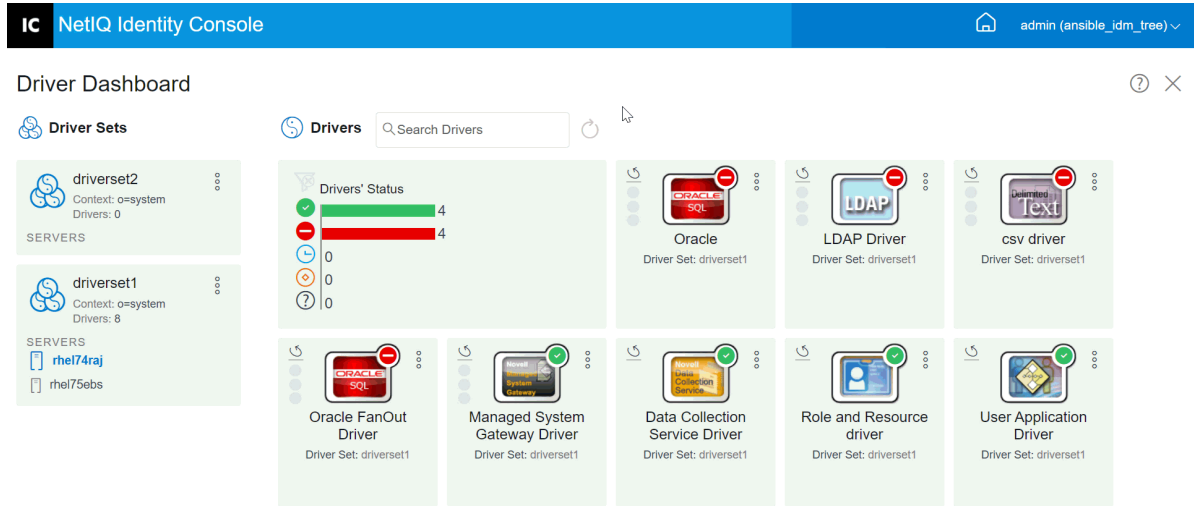 IC NetIQ Identity Console
admin (ansible_idm_tree)
Driver Dashboard
Driver Sets
Drivers
Search Drivers
driverset2
Context: o=system
Drivers: 0
SERVERS
driverset1
Context: o=system
Drivers: 8
SERVERS
rhel74raj
rhel75ebs
Drivers' Status
4
4
0
0
0
ORACLE
SQL
Oracle
Driver Set: driverset1
LDAP
LDAP Driver
Driver Set: driverset1
Delimited
Text
csv driver
Driver Set: driverset1
ORACLE
SQL
Oracle FanOut
Driver
Driver Set: driverset1
Novell
Managed
System
Gateway
Managed System
Gateway Driver
Driver Set: driverset1
Novell
Data
Collection
Service
Data Collection
Service Driver
Driver Set: driverset1
Role and Resource
driver
Driver Set: driverset1
User Application
Driver
Driver Set: driverset1